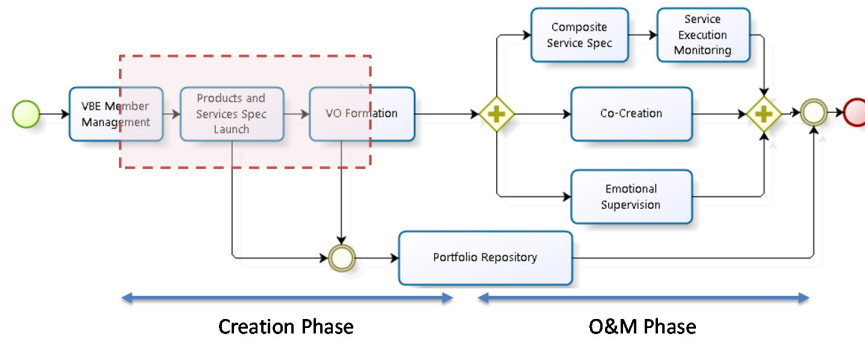 Composite
Service Spec
Service
Execution
Monitoring
VBE Member
Management
Products and
Services Spec
Launch
VO Formation
Co-Creation
Emotional
Supervision
Portfolio Repository
Creation Phase
O&M Phase